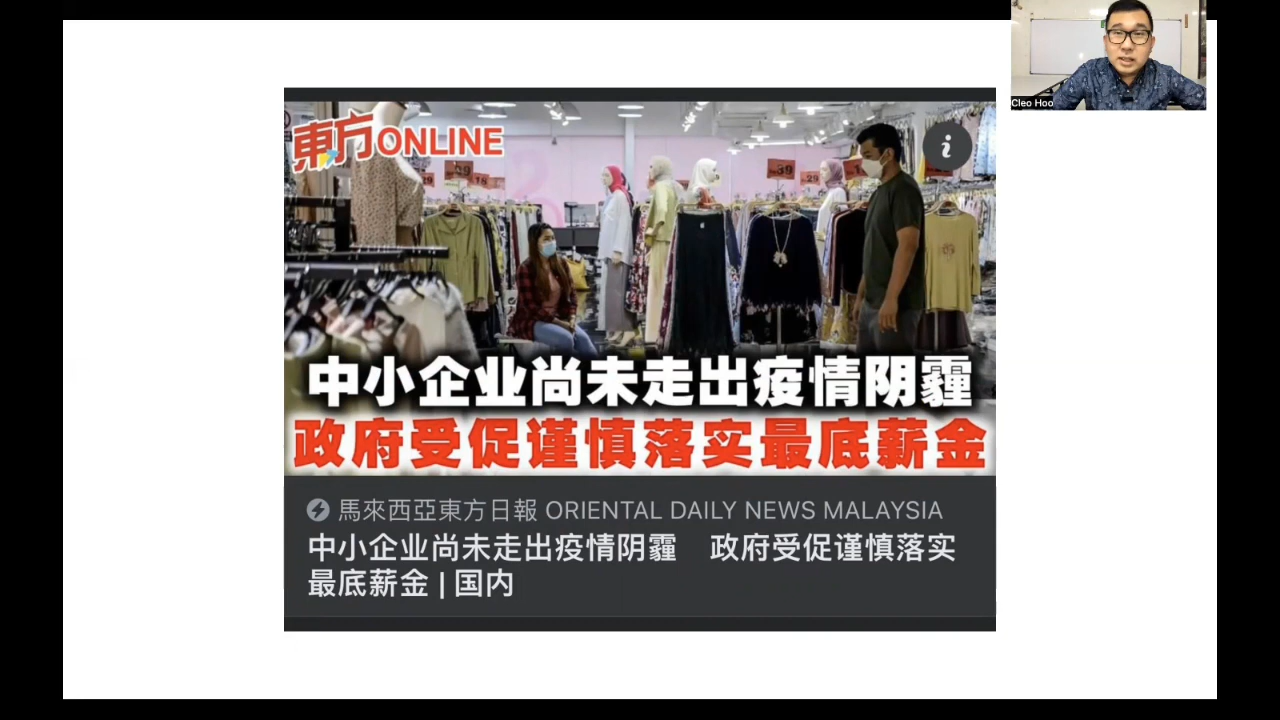 Cleo Hoo
東方ONLINE
中小企业尚未走出疫情阴霾
政府受促谨慎落实最底薪金
馬來西亞東方日報 ORIENTAL DAILY NEWS MALAYSIA
中小企业尚未走出疫情阴霾 政府受促谨慎落实
最底薪金 | 国内